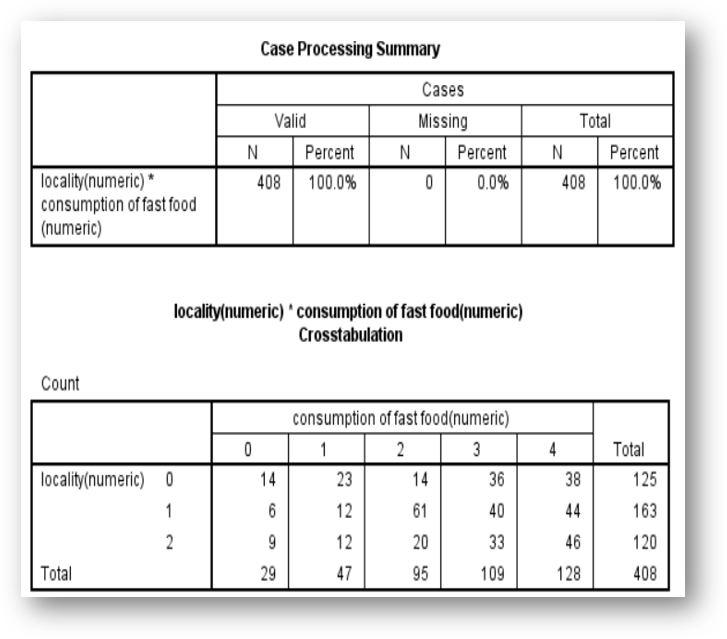 Case Processing Summary
Cases
Valid Missing Total
N Percent N Percent N Percent
locality(numeric) * 408 100.0% 0 0.0% 408 100.0%
consumption of fast food
(numeric)
locality(numeric) * consumption of fast food(numeric)
Crosstabulation
Count
consumption of fast food(numeric)
0 1 2 3 4 Total
locality(numeric) 0 14 23 14 36 38 125
1 6 12 61 40 44 163
2 9 12 20 33 46 120
Total 29 47 95 109 128 408